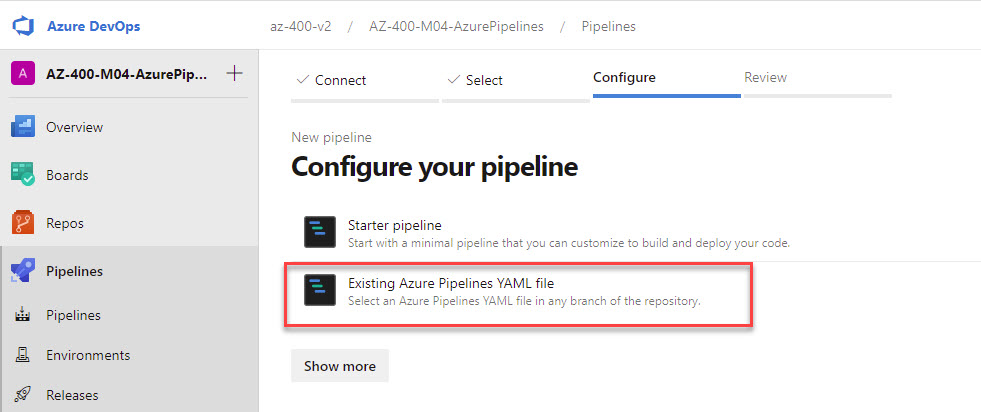 Azure DevOps
az-400-v2 / AZ-400-M04-AzurePipelines / Pipelines
A AZ-400-M04-AzurePip... +
Connect Select Configure Review
Overview
New pipeline
Configure your pipeline
Boards
Repos
Starter pipeline
Start with a minimal pipeline that you can customize to build and deploy your code.
Pipelines
Existing Azure Pipelines YAML file
Select an Azure Pipelines YAML file in any branch of the repository.
Pipelines
Environments
Show more
Releases